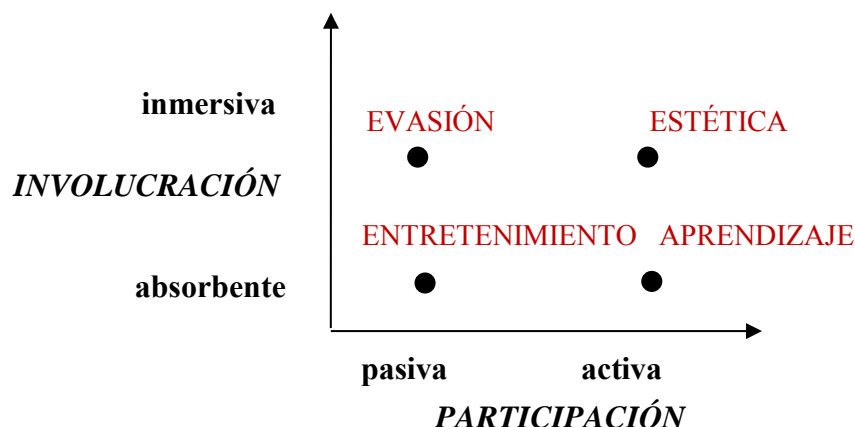 inmersiva
EVASIÓN ESTÉTICA
INVOLUCRACIÓN
ENTRETENIMIENTO APRENDIZAJE
absorbente
pasiva activa
PARTICIPACIÓN